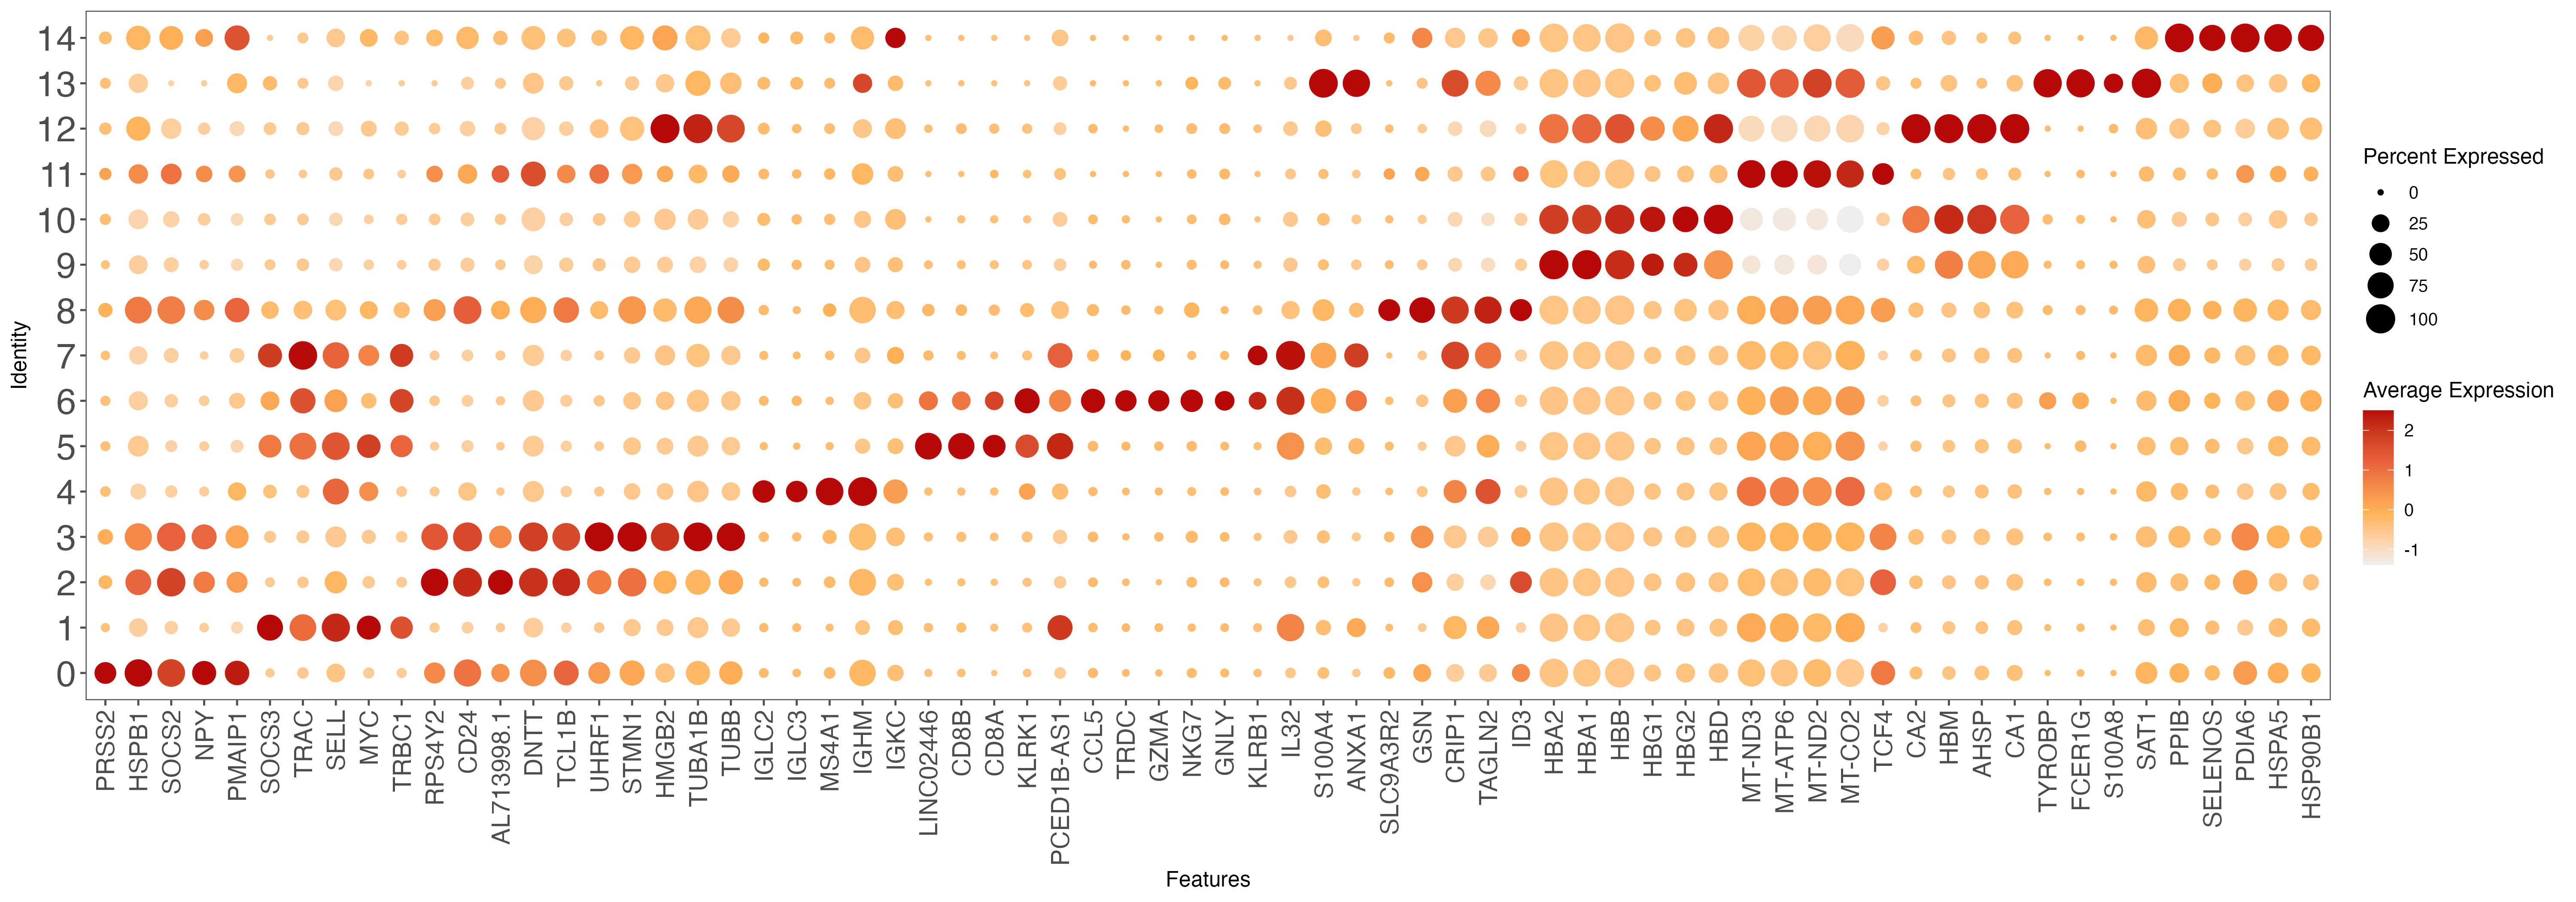 14
13
12
11
10
9
8
7
6
5
4
3
2
1
0
Identity
PRSS2
HSPB1
SOCS2
NPY
PMAIP1
SOCS3
TRAC
SELL
MYC
TRBC1
RPS4Y2
CD24
AL713998.1
DNTT
TCL1B
UHRF1
STMN1
HMGB2
TUBA1B
TUBB
IGLC2
IGLC3
MS4A1
IGHM
IGKC
LINC02446
CD8B
CD8A
KLRK1
PCED1B-AS1
CCL5
TRDC
GZMA
NKG7
GNLY
KLRB1
IL32
S100A4
ANXA1
SLC9A3R2
GSN
CRIP1
TAGLN2
ID3
HBA2
HBA1
HBB
HBG1
HBG2
HBD
MT-ND3
MT-ATP6
MT-ND2
MT-CO2
TCF4
CA2
HBM
AHSP
CA1
TYROBP
FCER1G
S100A8
SAT1
PPIB
SELENOS
PDIA6
HSPA5
HSP90B1
Features
Percent Expressed
0
25
50
75
100
Average Expression
2
1
0
-1